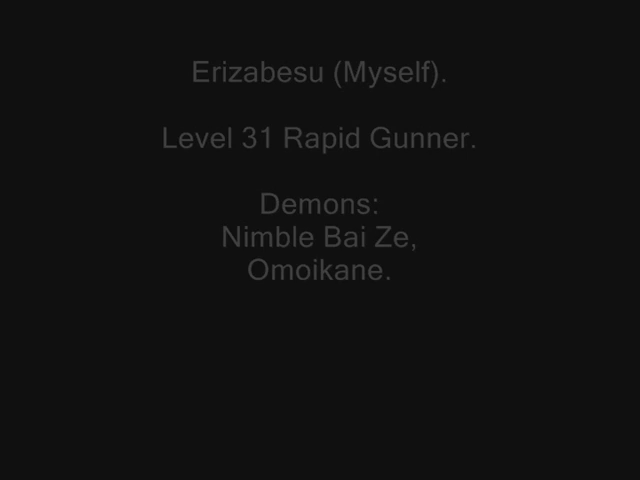 Erizabesu (Myself).
Level 31 Rapid Gunner.
Demons:
Nimble Bai Ze,
Omoikane.